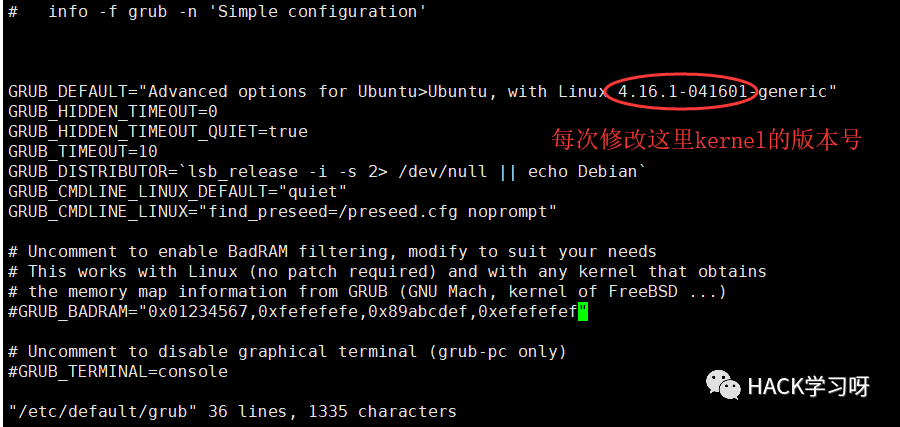 #   info -f grub -n 'Simple configuration'
GRUB_DEFAULT="Advanced options for Ubuntu>Ubuntu, with Linux 4.16.1-041601-generic"
GRUB_HIDDEN_TIMEOUT=0
GRUB_HIDDEN_TIMEOUT_QUIET=true
每次修改这里kernel的版本号
GRUB_TIMEOUT=10
GRUB_DISTRIBUTOR=`lsb_release -i -s 2> /dev/null || echo Debian`
GRUB_CMDLINE_LINUX_DEFAULT="quiet"
GRUB_CMDLINE_LINUX="find_preseed=/preseed.cfg noprompt"
# Uncomment to enable BadRAM filtering, modify to suit your needs
# This works with Linux (no patch required) and with any kernel that obtains
# the memory map information from GRUB (GNU Mach, kernel of FreeBSD ...)
#GRUB_BADRAM="0x01234567,0xfefefefe,0x89abcdef,0xefefefef"
# Uncomment to disable graphical terminal (grub-pc only)
#GRUB_TERMINAL=console
HACK学习呀
"/etc/default/grub" 36 lines, 1335 characters